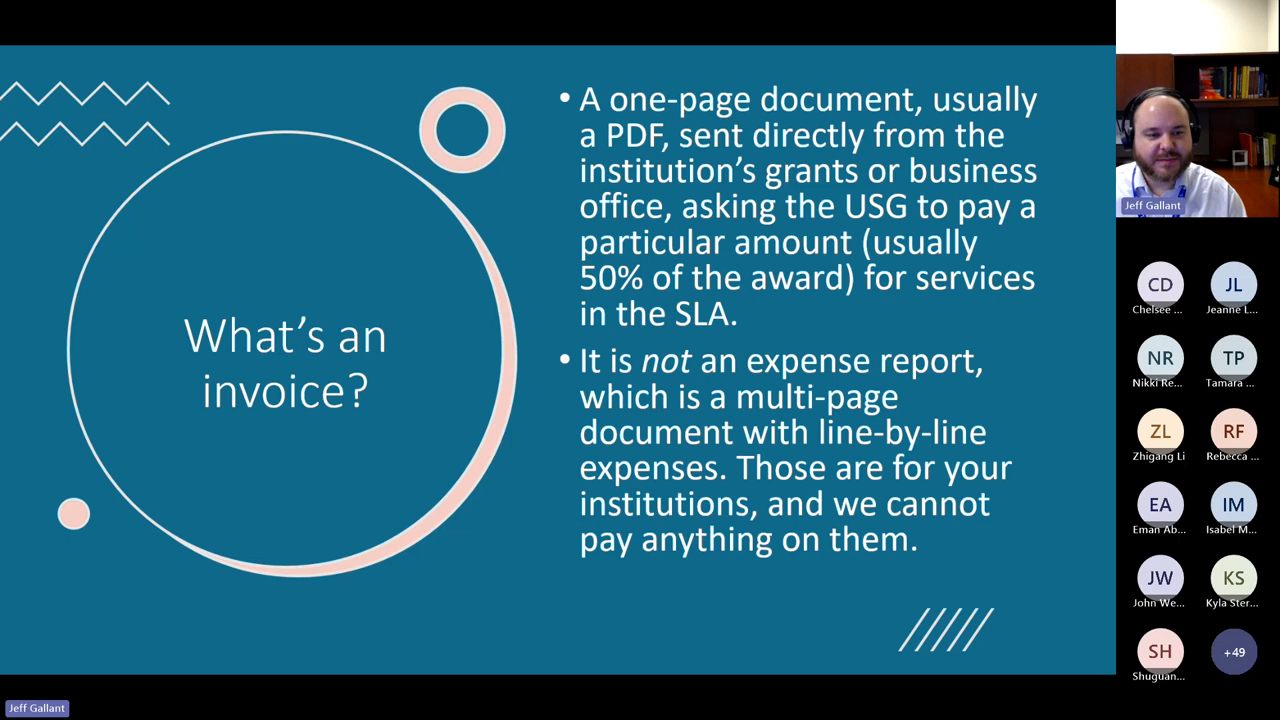 What's an
invoice?
• A one-page document, usually
a PDF, sent directly from the
institution's grants or business
office, asking the USG to pay a
particular amount (usually
50% of the award) for services
in the SLA.
• It is not an expense report,
which is a multi-page
document with line-by-line
expenses. Those are for your
institutions, and we cannot
pay anything on them.
Jeff Gallant
CD
Chelsee ...
JL
Jeanne L...
NR
Nikki Re...
TP
Tamara ...
ZL
Zhigang Li
RF
Rebecca ...
EA
Eman Ab...
IM
Isabel M...
JW
John We...
KS
Kyla Ster...
SH
Shuguan...
+49
Jeff Gallant